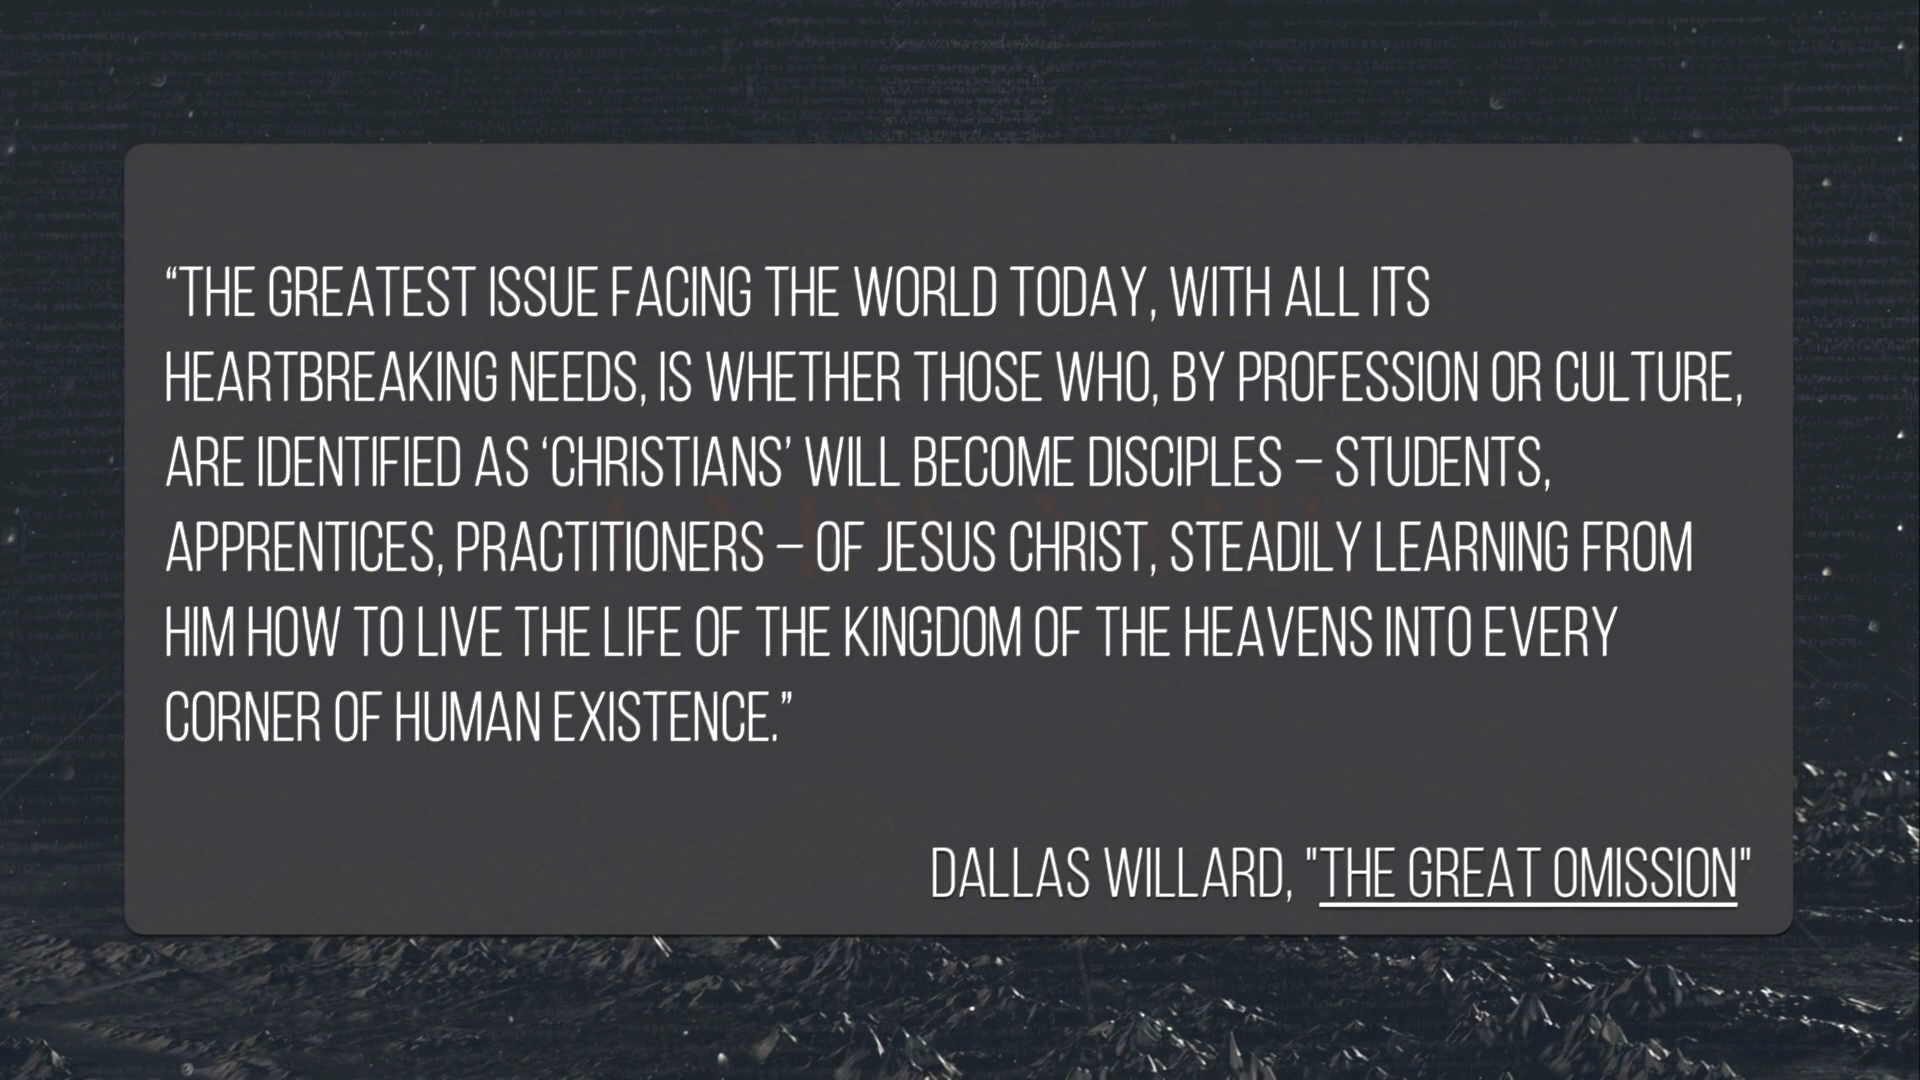 “THE GREATEST ISSUE FACING THE WORLD TODAY, WITH ALL ITS
HEARTBREAKING NEEDS, IS WHETHER THOSE WHO, BY PROFESSION OR CULTURE,
ARE IDENTIFIED AS ‘CHRISTIANS’ WILL BECOME DISCIPLES – STUDENTS,
APPRENTICES, PRACTITIONERS – OF JESUS CHRIST, STEADILY LEARNING FROM
HIM HOW TO LIVE THE LIFE OF THE KINGDOM OF THE HEAVENS INTO EVERY
CORNER OF HUMAN EXISTENCE.”
DALLAS WILLARD, "THE GREAT OMISSION"